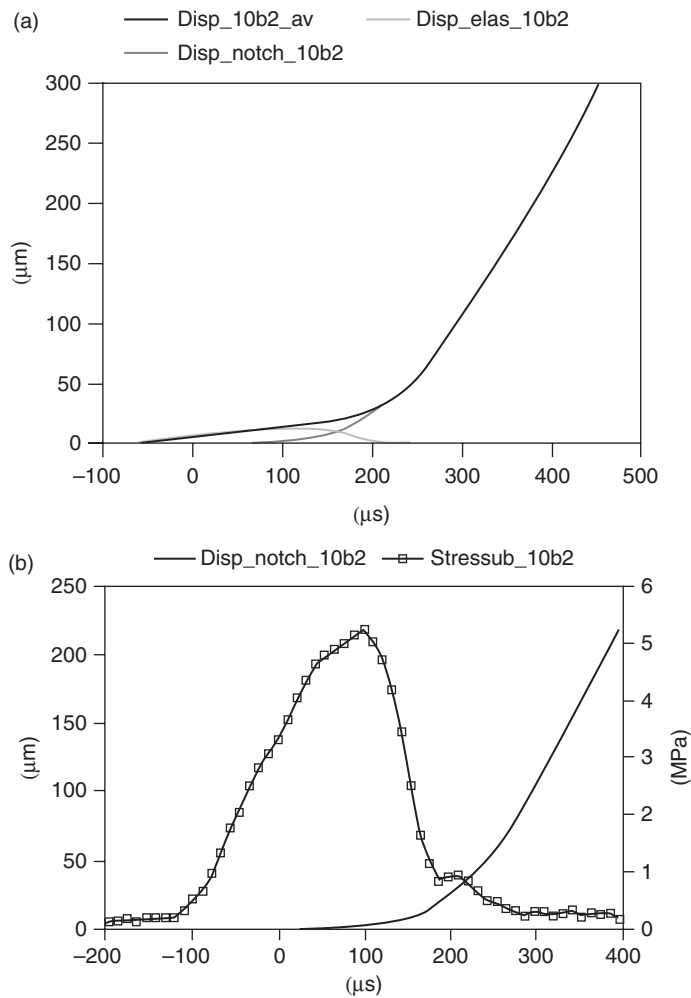 (a)
Disp_10b2_av Disp_elas_10b2
Disp_notch_10b2
300
250
200
150
100
50
0
(μm)
–100 0 100 200 300 400 500
(μs)
(b)
Disp_notch_10b2 Stressub_10b2
250 6
200 5
150 4
100 3
50 2
0 1
0
(μm)
(MPa)
–200 –100 0 100 200 300 400
(μs)